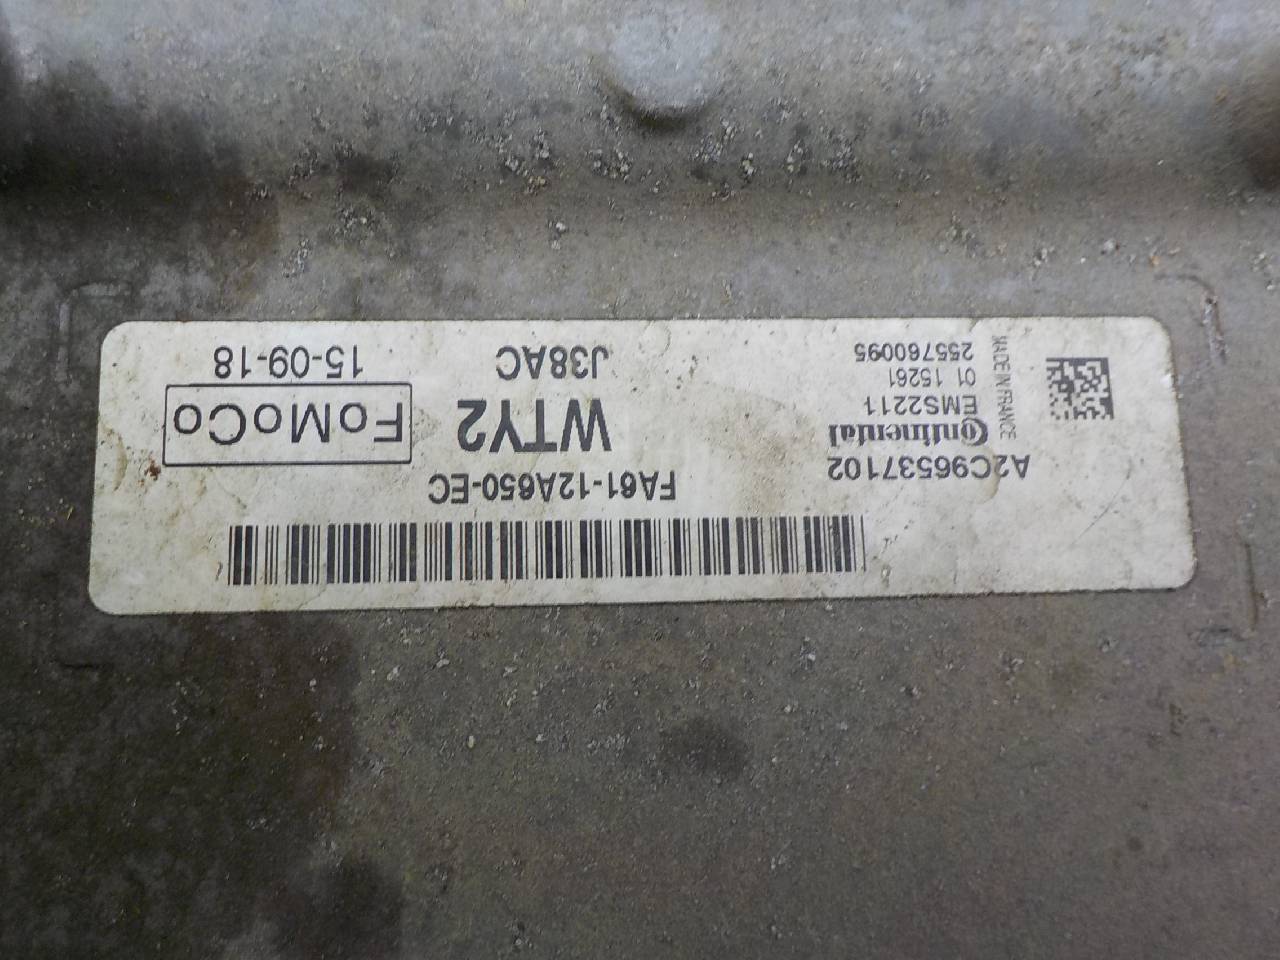 FA61-12A650-EC
A2C96537102
Continental
EMS2211
01 15261
255760095
MADE IN FRANCE
WTY2
J38AC
FoMoCo
15-09-18